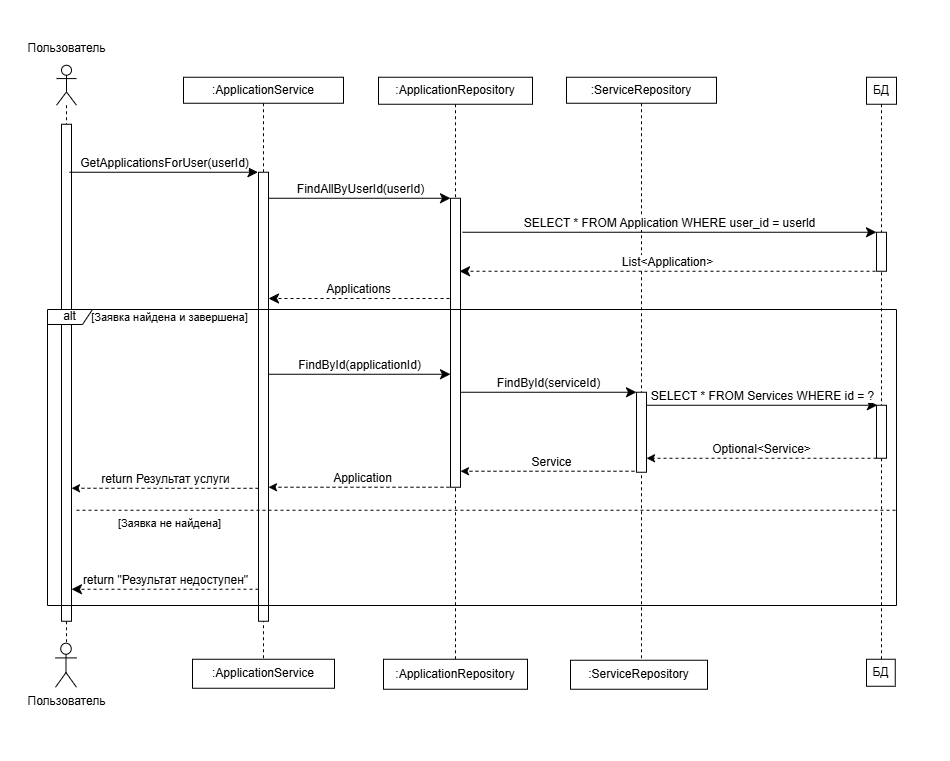 Пользователь
:ApplicationService
:ApplicationRepository
:ServiceRepository
БД
GetApplicationsForUser(userId)
FindAllByUserId(userId)
SELECT * FROM Application WHERE user_id = userId
List<Application>
Applications
alt
[Заявка найдена и завершена]
FindById(applicationId)
FindById(serviceId)
SELECT * FROM Services WHERE id = ?
Optional<Service>
Service
Application
return Результат услуги
[Заявка не найдена]
return "Результат недоступен"
:ApplicationService
:ApplicationRepository
:ServiceRepository
БД
Пользователь